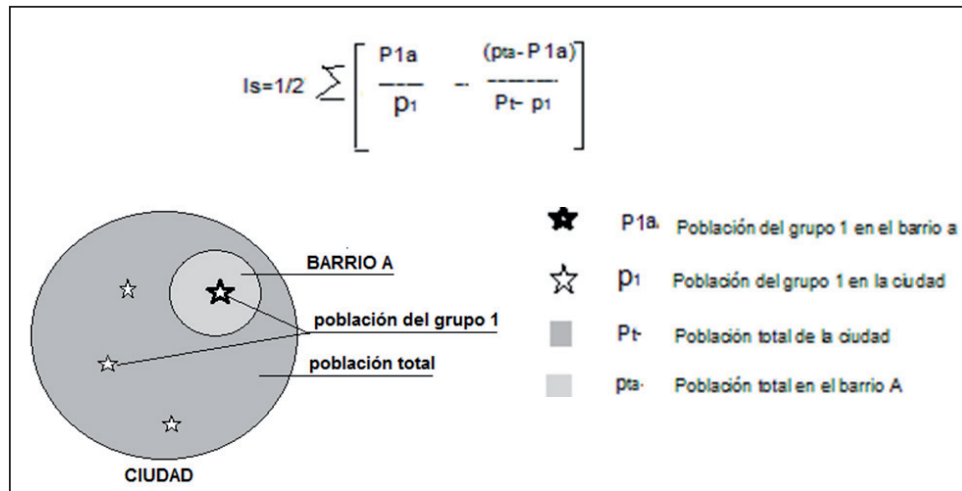 P1a (pta- P1a)
Is=1/2 ∑ [ ---- - ------- ]
p1 Pt- p1
BARRIO A
población del grupo 1
población total
CIUDAD
P1a. Población del grupo 1 en el barrio a
p1 Población del grupo 1 en la ciudad
Pt- Población total de la ciudad
pta. Población total en el barrio A